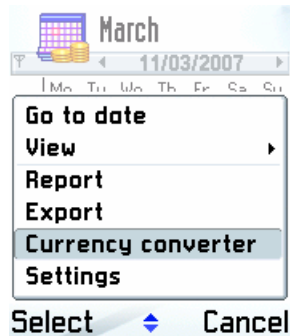 March
11/03/2007
Mo Tu We Th Fr Sa Su
Go to date
View
Report
Export
Currency converter
Settings
Select Cancel